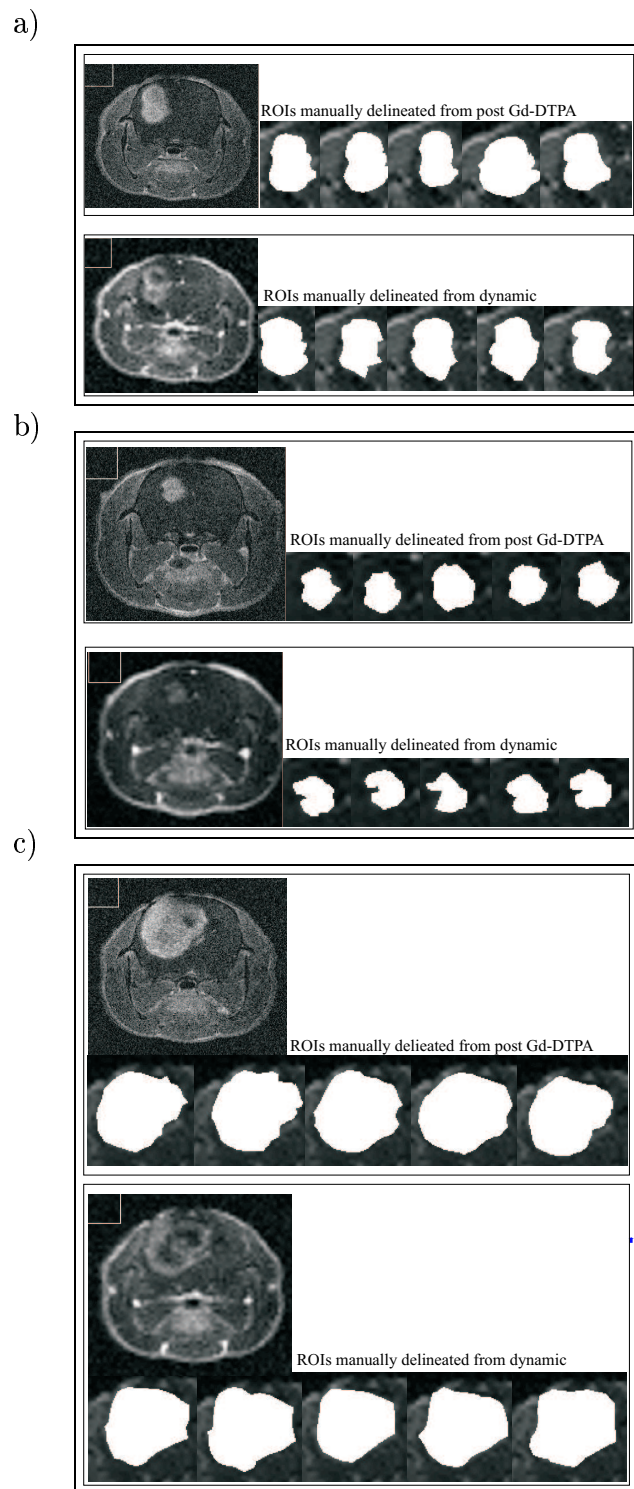 a)
ROIs manually delineated from post Gd-DTPA
ROIs manually delineated from dynamic
b)
ROIs manually delineated from post Gd-DTPA
ROIs manually delineated from dynamic
c)
ROIs manually delieated from post Gd-DTPA
ROIs manually delineated from dynamic